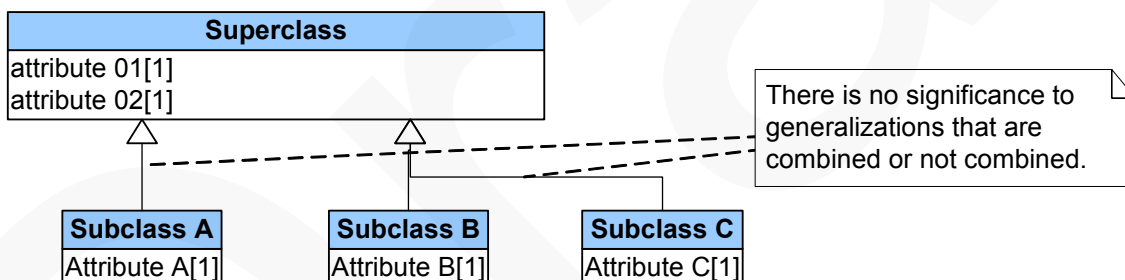 Superclass
attribute 01[1]
attribute 02[1]
There is no significance to
generalizations that are
combined or not combined.
Subclass A
Attribute A[1]
Subclass B
Attribute B[1]
Subclass C
Attribute C[1]